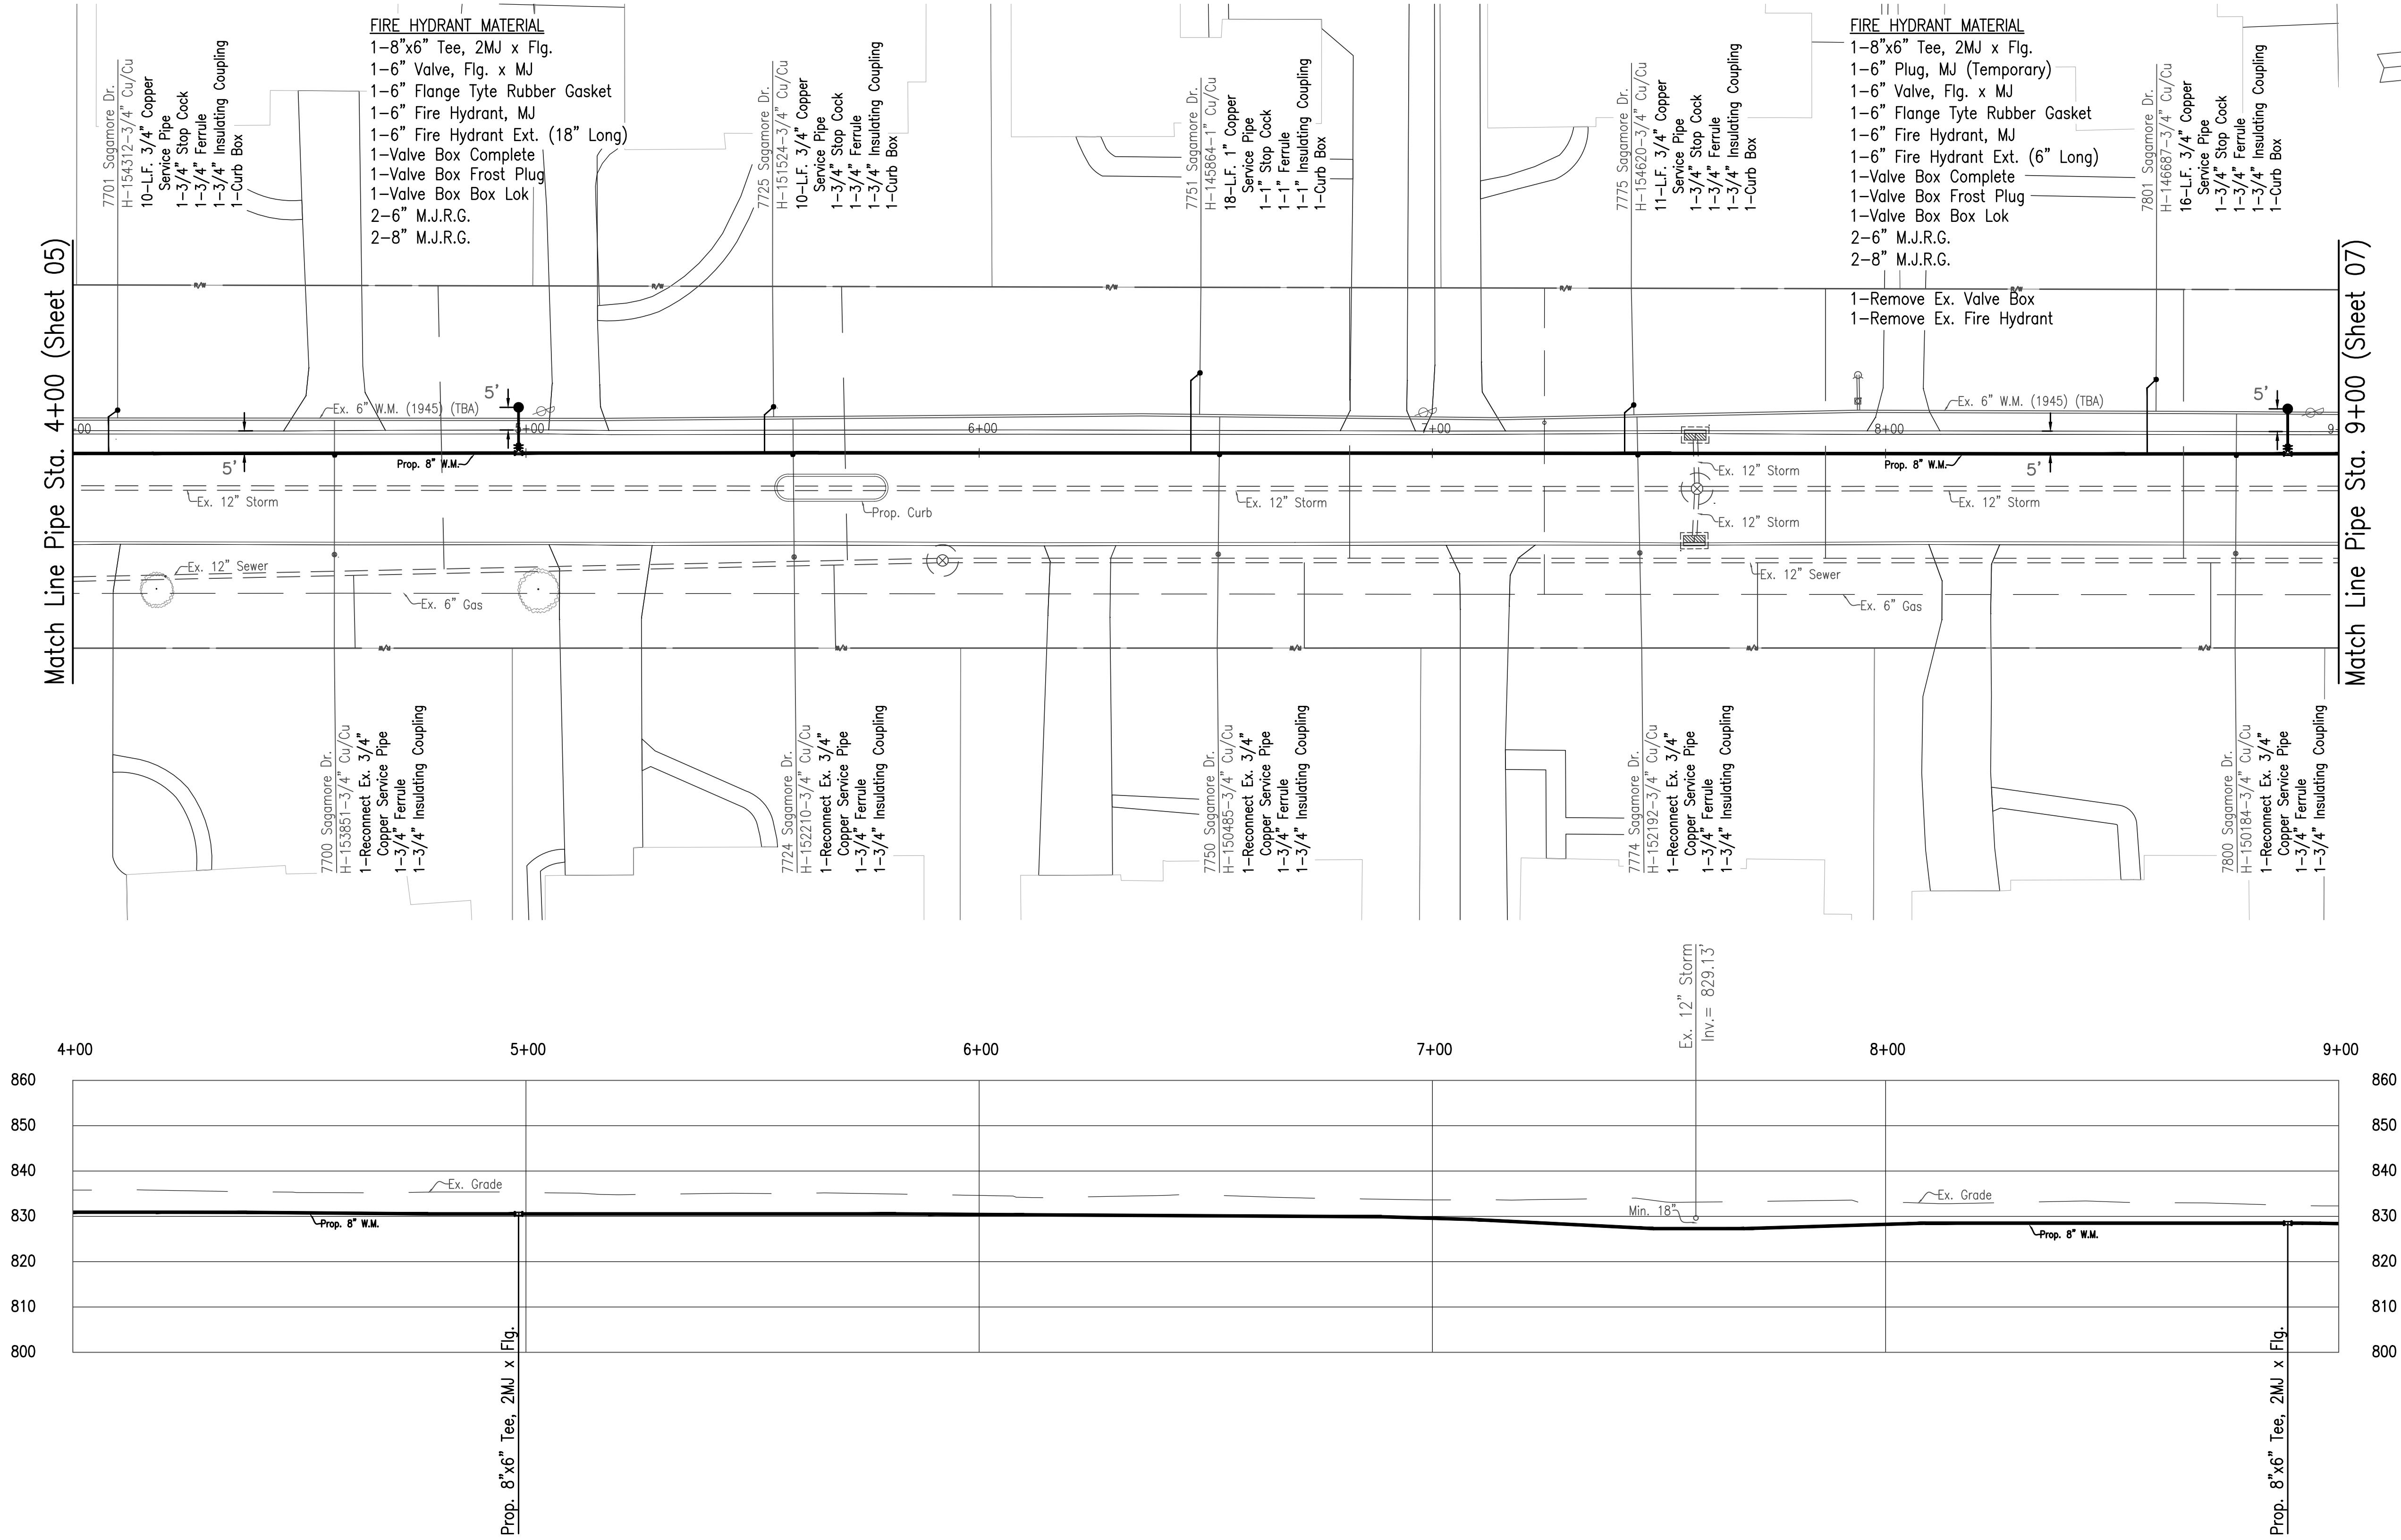 FIRE HYDRANT MATERIAL
1-8"x6" Tee, 2MJ x Flg.
1-6" Valve, Flg. x MJ
1-6" Flange Tyte Rubber Gasket
1-6" Fire Hydrant, MJ
1-6" Fire Hydrant Ext. (18" Long)
1-Valve Box Complete
1-Valve Box Frost Plug
1-Valve Box Box Lok
2-6" M.J.R.G.
2-8" M.J.R.G.
FIRE HYDRANT MATERIAL
1-8"x6" Tee, 2MJ x Flg.
1-6" Plug, MJ (Temporary)
1-6" Valve, Flg. x MJ
1-6" Flange Tyte Rubber Gasket
1-6" Fire Hydrant, MJ
1-6" Fire Hydrant Ext. (6" Long)
1-Valve Box Complete
1-Valve Box Frost Plug
1-Valve Box Box Lok
2-6" M.J.R.G.
2-8" M.J.R.G.
1-Remove Ex. Valve Box
1-Remove Ex. Fire Hydrant
7701 Sagamore Dr.
H-154312-3/4" Cu/Cu
10-L.F. 3/4" Copper
Service Pipe
1-3/4" Stop Cock
1-3/4" Ferrule
1-3/4" Insulating Coupling
1-Curb Box
7725 Sagamore Dr.
H-151524-3/4" Cu/Cu
10-L.F. 3/4" Copper
Service Pipe
1-3/4" Stop Cock
1-3/4" Ferrule
1-3/4" Insulating Coupling
1-Curb Box
7751 Sagamore Dr.
H-145864-1" Cu/Cu
18-L.F. 1" Copper
Service Pipe
1-1" Stop Cock
1-1" Ferrule
1-1" Insulating Coupling
1-Curb Box
7775 Sagamore Dr.
H-154620-3/4" Cu/Cu
11-L.F. 3/4" Copper
Service Pipe
1-3/4" Stop Cock
1-3/4" Ferrule
1-3/4" Insulating Coupling
1-Curb Box
7801 Sagamore Dr.
H-146687-3/4" Cu/Cu
16-L.F. 3/4" Copper
Service Pipe
1-3/4" Stop Cock
1-3/4" Ferrule
1-3/4" Insulating Coupling
1-Curb Box
Match Line Pipe Sta. 4+00 (Sheet 05)
Match Line Pipe Sta. 9+00 (Sheet 07)
R/W
R/W
R/W
R/W
R/W
Ex. 6" W.M. (1945) (TBA)
5'
5'
Ex. 6" W.M. (1945) (TBA)
5'
5'
00
5+00
6+00
7+00
8+00
9
Prop. 8" W.M.
Prop. 8" W.M.
Ex. 12" Storm
Prop. Curb
Ex. 12" Storm
Ex. 12" Storm
Ex. 12" Storm
Ex. 12" Storm
Ex. 12" Sewer
Ex. 12" Sewer
Ex. 6" Gas
Ex. 6" Gas
R/W
R/W
R/W
R/W
R/W
7700 Sagamore Dr.
H-153851-3/4" Cu/Cu
1-Reconnect Ex. 3/4"
Copper Service Pipe
1-3/4" Ferrule
1-3/4" Insulating Coupling
7724 Sagamore Dr.
H-152210-3/4" Cu/Cu
1-Reconnect Ex. 3/4"
Copper Service Pipe
1-3/4" Ferrule
1-3/4" Insulating Coupling
7750 Sagamore Dr.
H-150485-3/4" Cu/Cu
1-Reconnect Ex. 3/4"
Copper Service Pipe
1-3/4" Ferrule
1-3/4" Insulating Coupling
7774 Sagamore Dr.
H-152192-3/4" Cu/Cu
1-Reconnect Ex. 3/4"
Copper Service Pipe
1-3/4" Ferrule
1-3/4" Insulating Coupling
7800 Sagamore Dr.
H-150184-3/4" Cu/Cu
1-Reconnect Ex. 3/4"
Copper Service Pipe
1-3/4" Ferrule
1-3/4" Insulating Coupling
Ex. 12" Storm
Inv.= 829.13'
4+00
5+00
6+00
7+00
8+00
9+00
860
860
850
850
840
840
Ex. Grade
Ex. Grade
830
830
Prop. 8" W.M.
Min. 18"
Prop. 8" W.M.
820
820
810
810
800
800
Prop. 8"x6" Tee, 2MJ x Flg.
Prop. 8"x6" Tee, 2MJ x Flg.